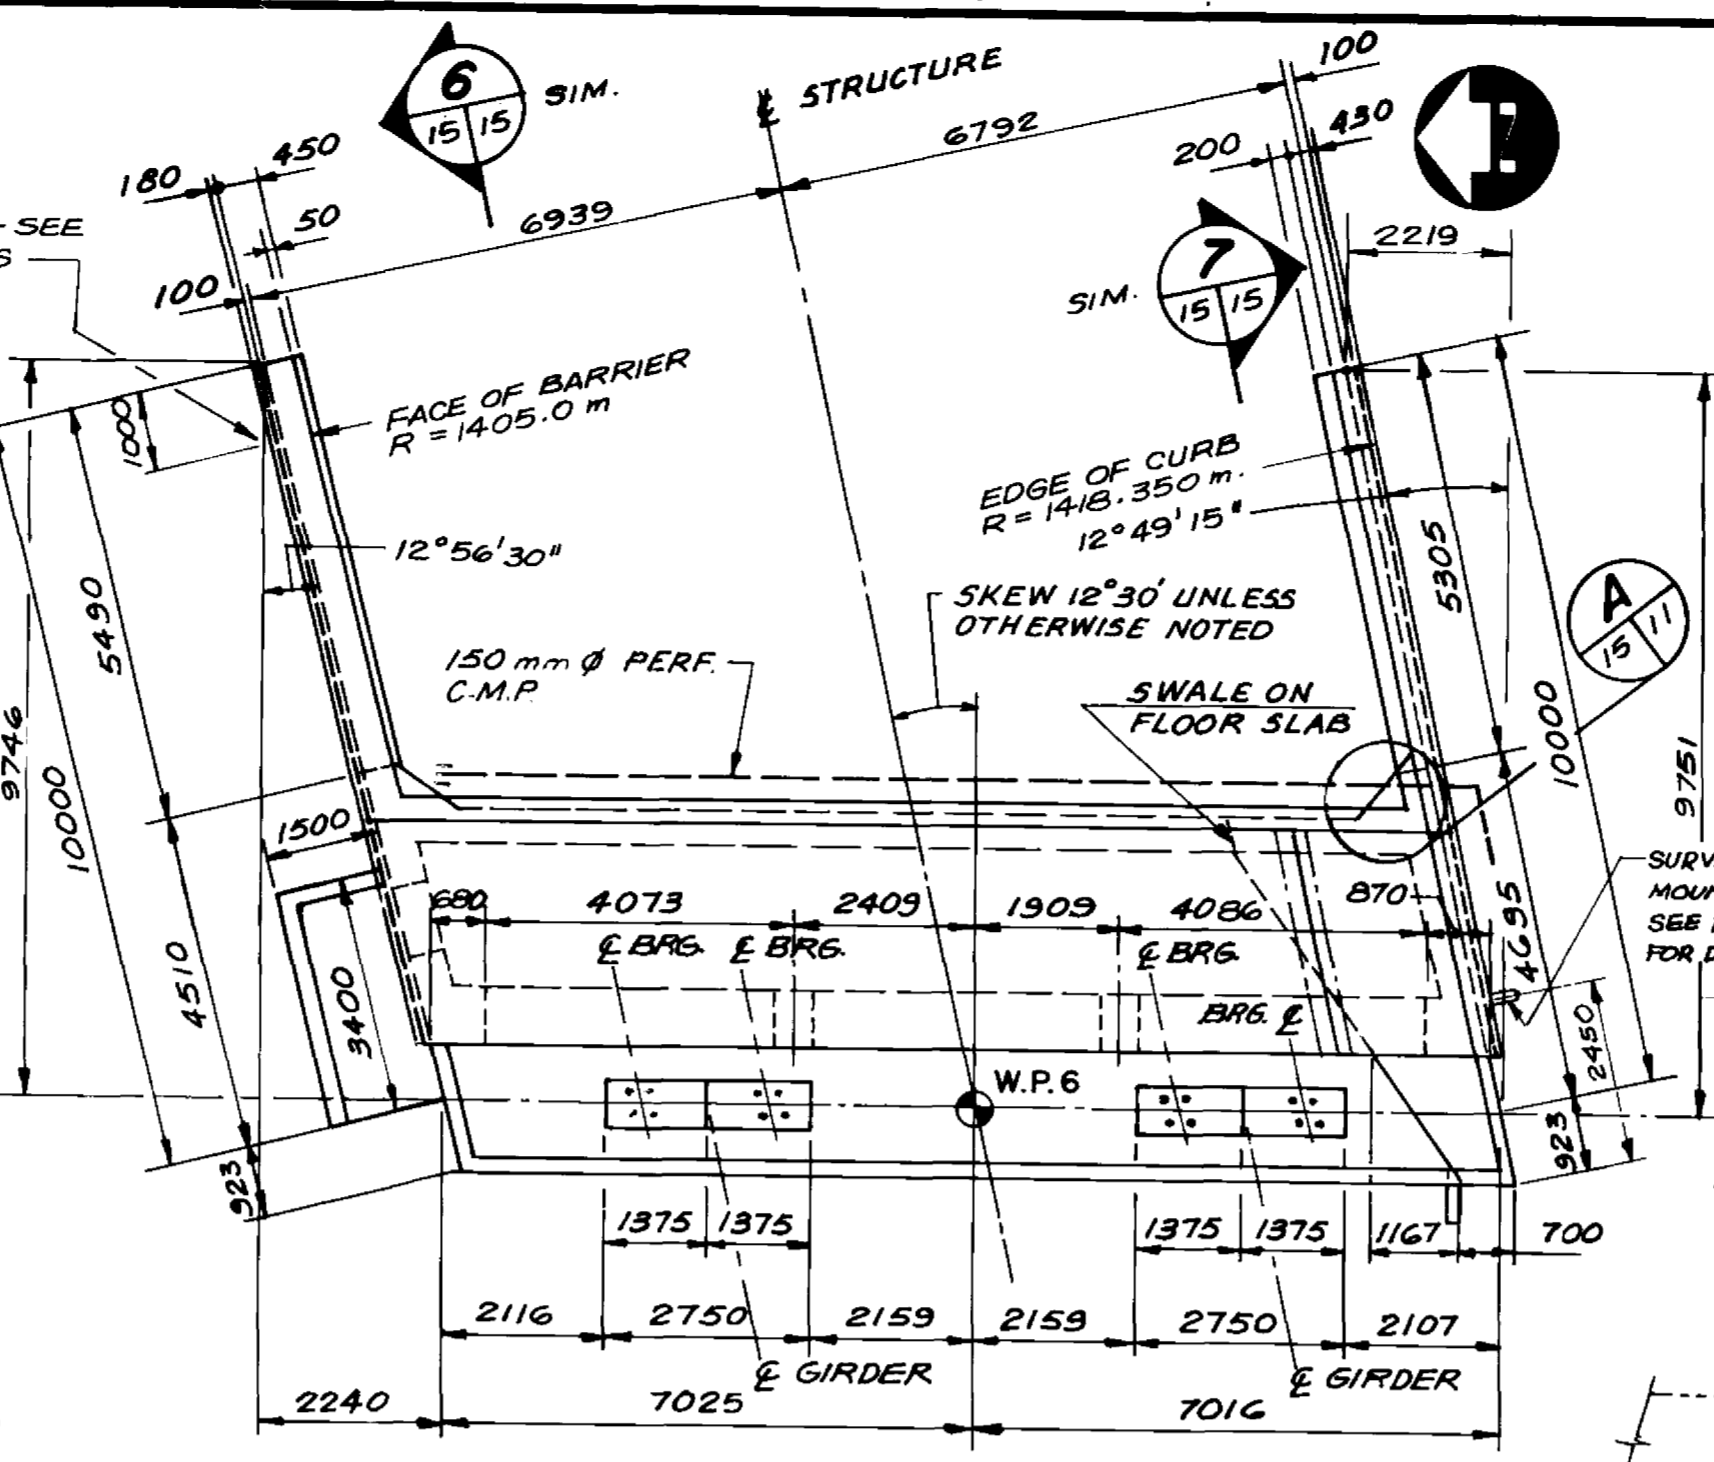 6
15 15
SIM.
℄ STRUCTURE
100
6792
430
200
N
450
180
50
6939
SEE
S
100
7
15 15
SIM.
2219
1000
FACE OF BARRIER
R = 1405.0 m
EDGE OF CURB
R = 1418.350 m.
12°49'15"
12°56'30"
SKEW 12°30' UNLESS
OTHERWISE NOTED
5305
A
15 11
5490
150 mm Ø PERF.
C.M.P.
SWALE ON
FLOOR SLAB
9746
10000
10000
9751
1500
680
4073
2409
1909
4086
870
4695
SURV
MOUN
SEE
FOR D
℄ BRG.
℄ BRG.
℄ BRG.
BRG. ℄
4510
3400
2450
W.P. 6
923
923
1375
1375
1375
1375
1167
700
2116
2750
2159
2159
2750
2107
℄ GIRDER
℄ GIRDER
2240
7025
7016